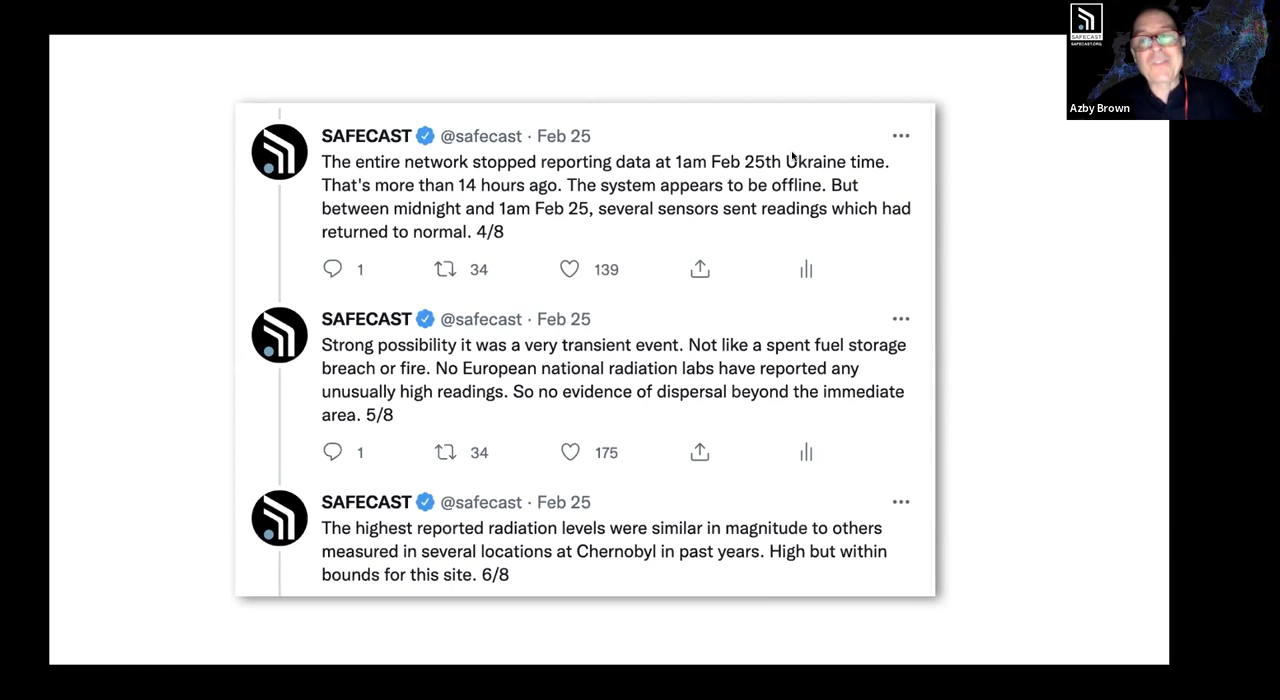 SAFECAST
SAFECAST.ORG
Azby Brown
SAFECAST @safecast · Feb 25
The entire network stopped reporting data at 1am Feb 25th Ukraine time.
That's more than 14 hours ago. The system appears to be offline. But
between midnight and 1am Feb 25, several sensors sent readings which had
returned to normal. 4/8
1 34 139
SAFECAST @safecast · Feb 25
Strong possibility it was a very transient event. Not like a spent fuel storage
breach or fire. No European national radiation labs have reported any
unusually high readings. So no evidence of dispersal beyond the immediate
area. 5/8
1 34 175
SAFECAST @safecast · Feb 25
The highest reported radiation levels were similar in magnitude to others
measured in several locations at Chernobyl in past years. High but within
bounds for this site. 6/8